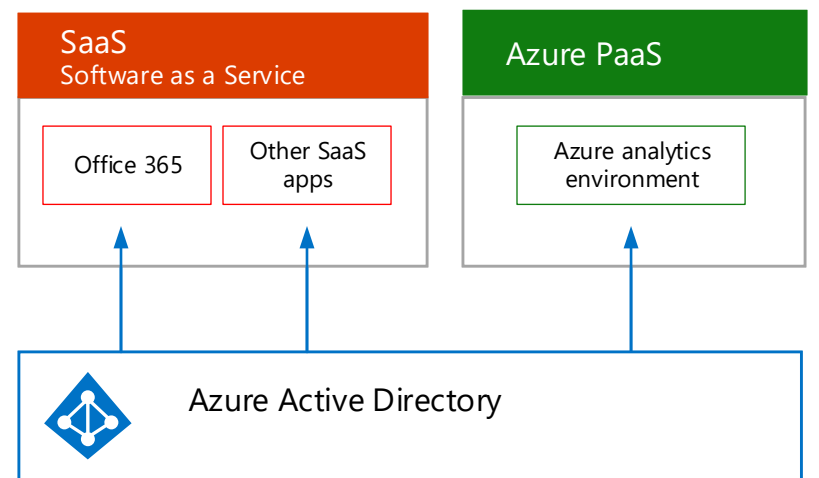 SaaS
Software as a Service
Azure PaaS
Office 365
Other SaaS
apps
Azure analytics
environment
Azure Active Directory